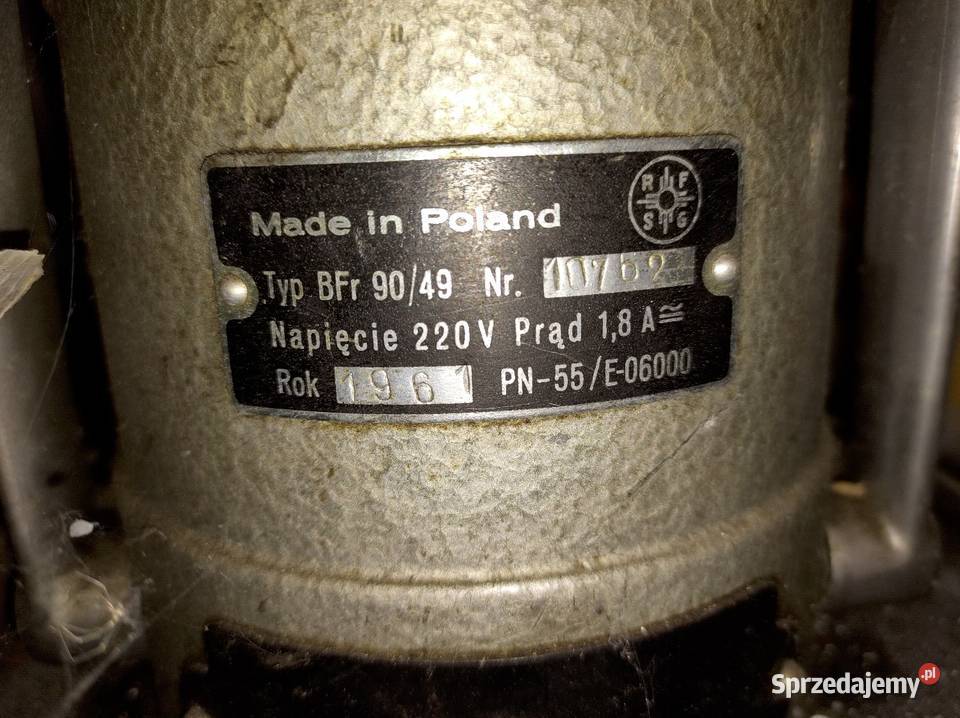 Made in Poland
R F
S G
Typ BFr 90/49 Nr. 10762
Napięcie 220V Prąd 1,8 A≅
Rok 1961 PN-55/E-06000
Sprzedajemy.pl